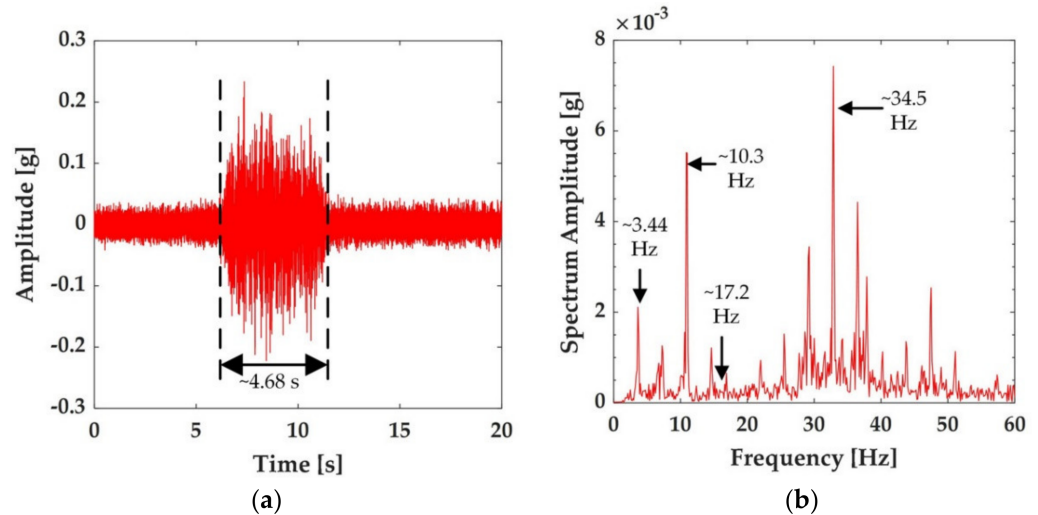 0.3
0.2
0.1
0
-0.1
-0.2
-0.3
Amplitude [g]
~4.68 s
0 5 10 15 20
Time [s]
(a)
×10⁻³
8
6
4
2
0
Spectrum Amplitude [g]
~3.44
Hz
~10.3
Hz
~17.2
Hz
~34.5
Hz
0 10 20 30 40 50 60
Frequency [Hz]
(b)